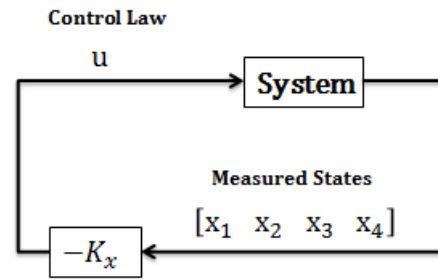 Control Law
u
System
Measured States
[x₁ x₂ x₃ x₄]
−Kₓ